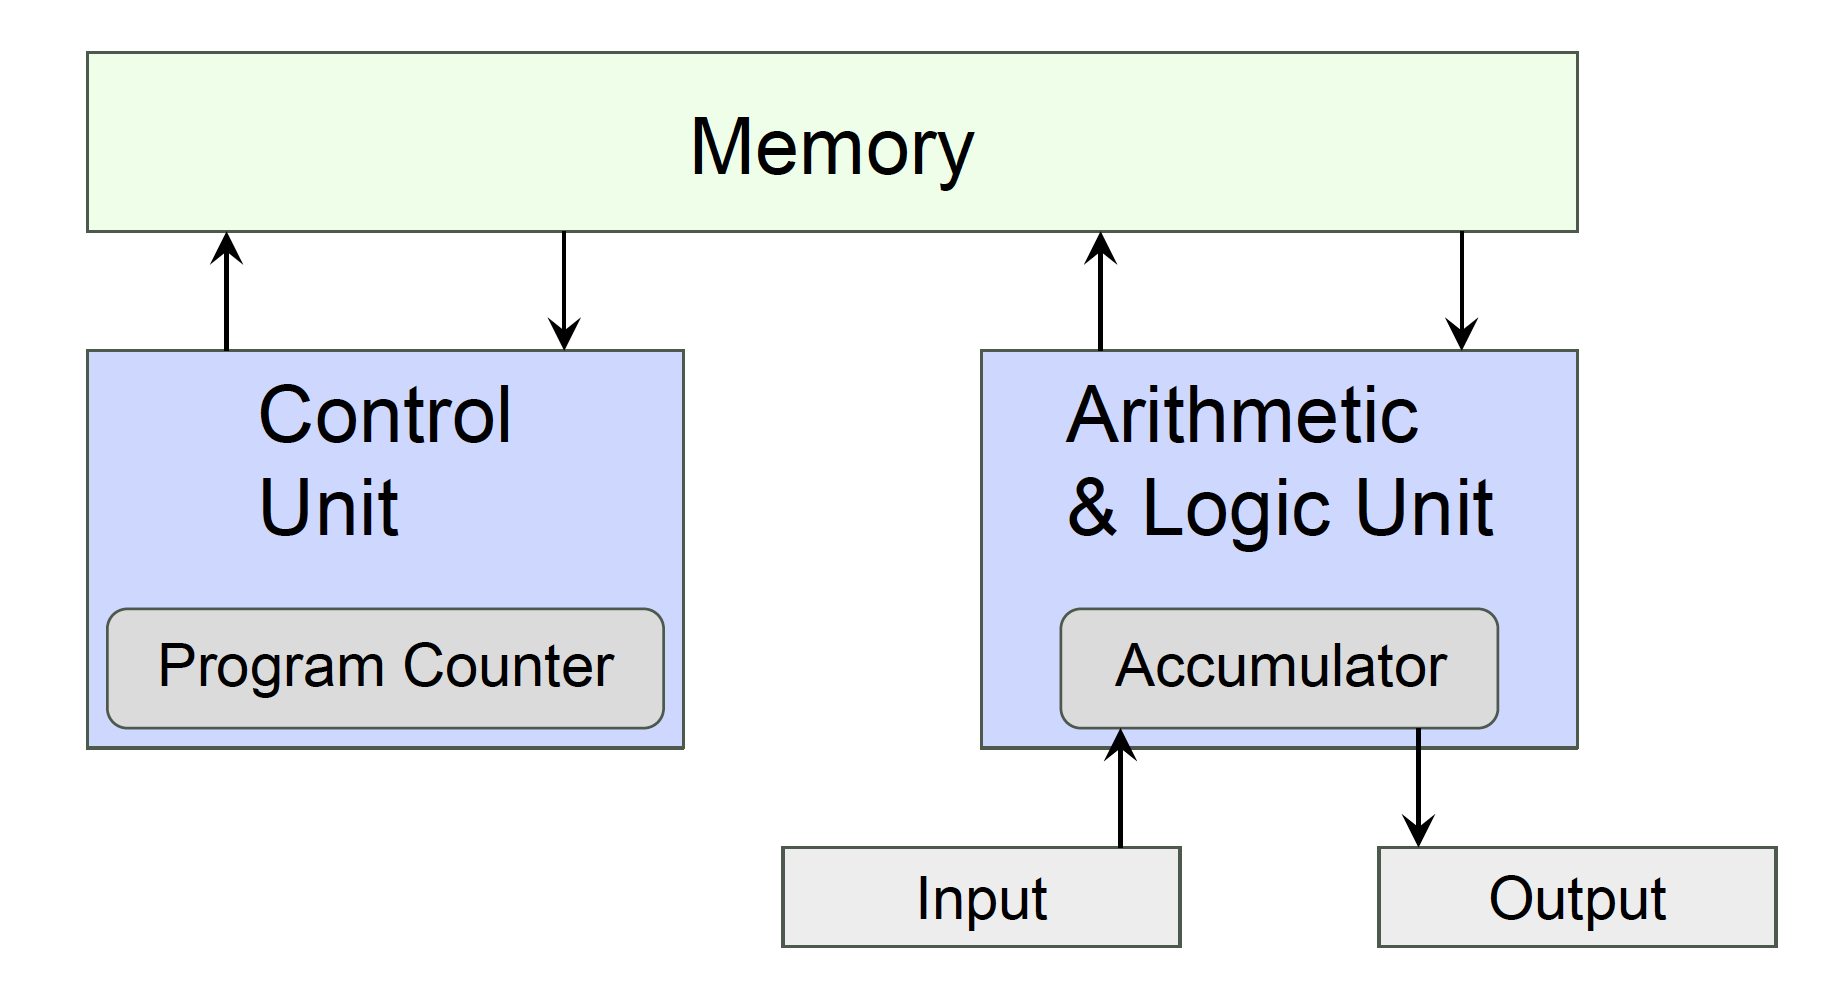 Memory
Control
Unit
Program Counter
Arithmetic
& Logic Unit
Accumulator
Input
Output